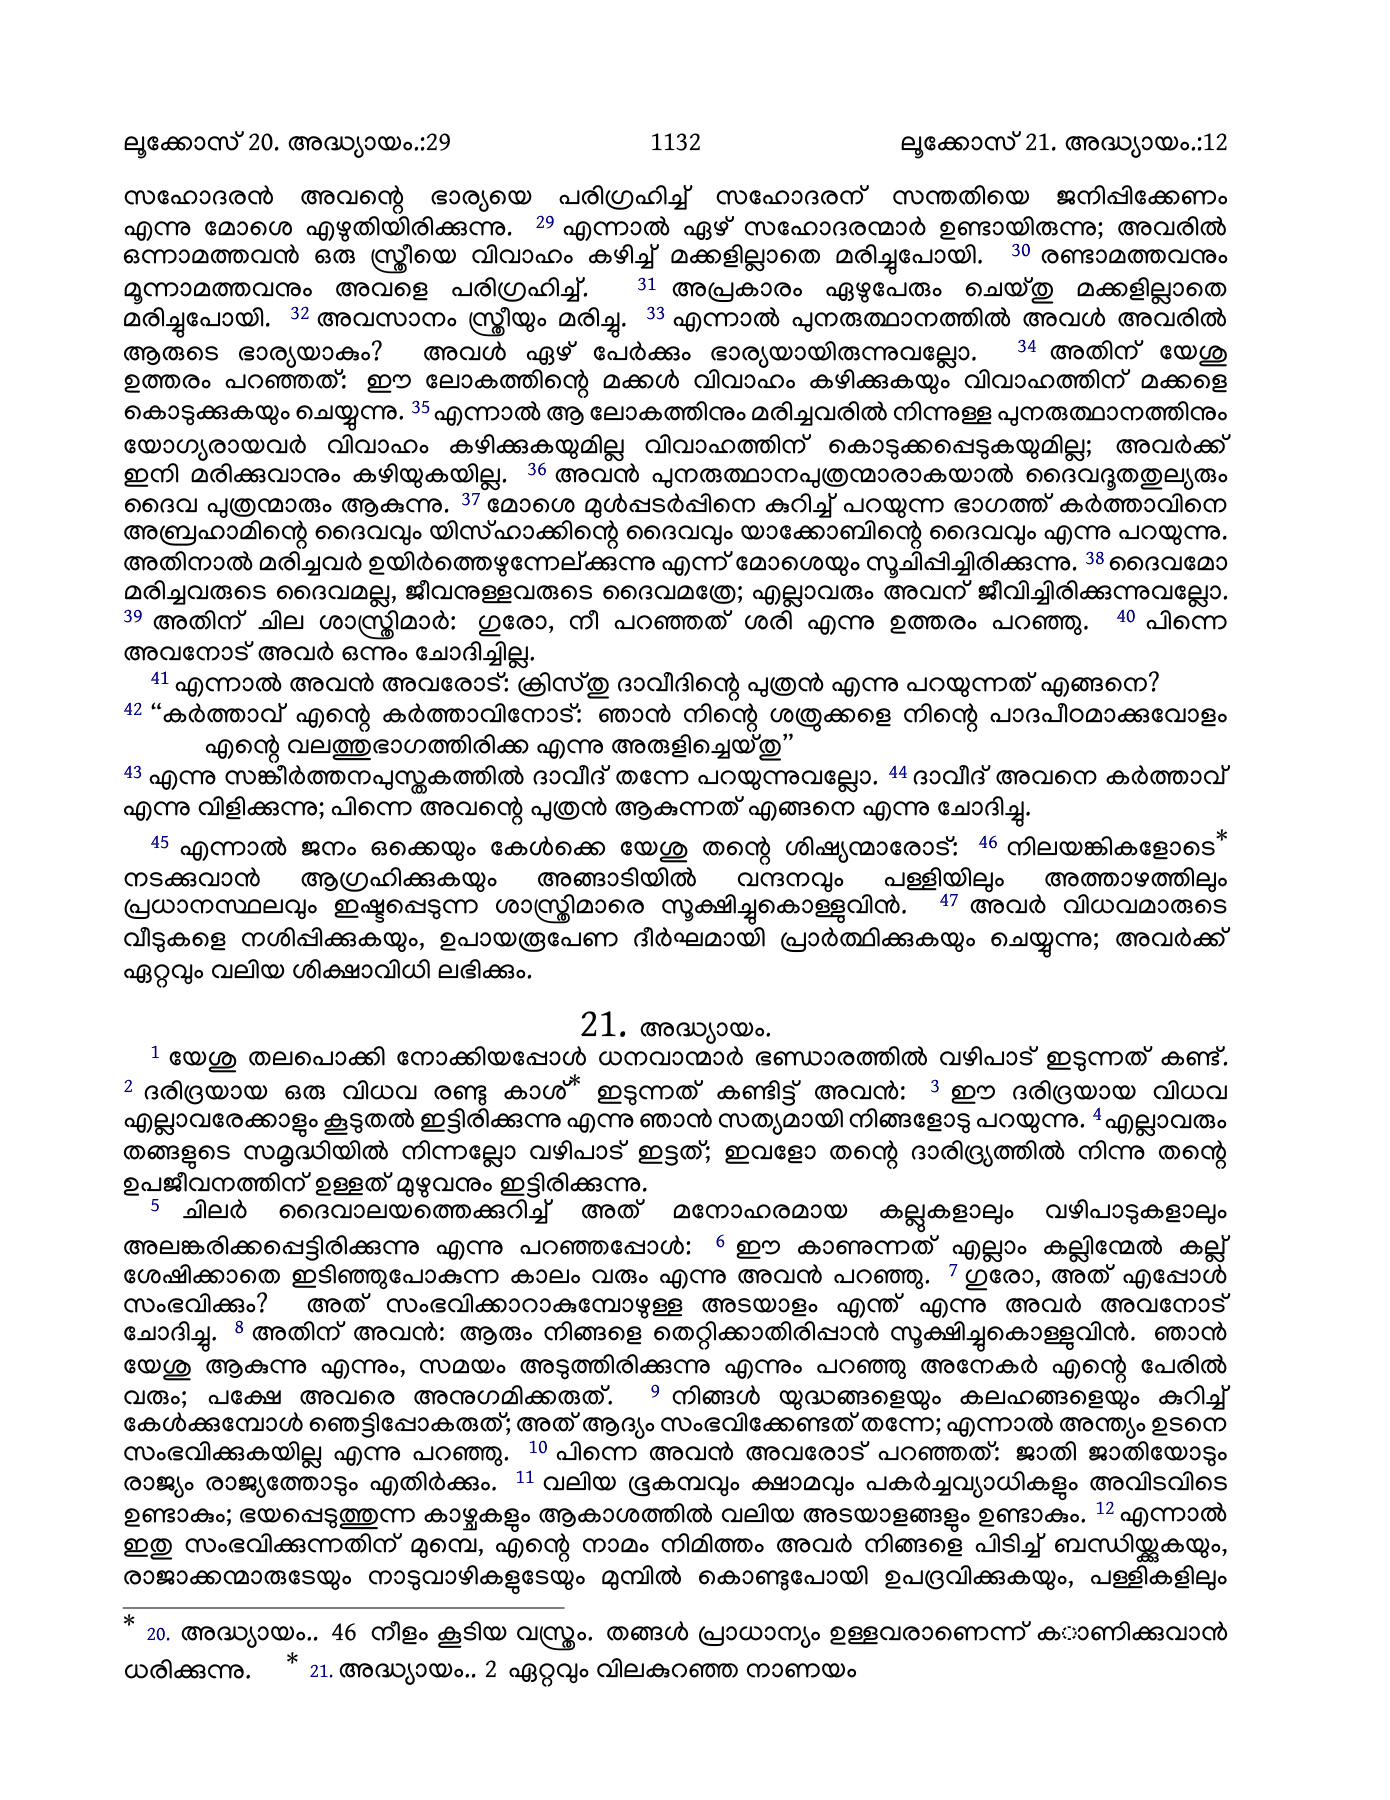 ലൂക്കോസ് 20. അദ്ധ്യായം.:29 1132 ലൂക്കോസ് 21. അദ്ധ്യായം.:12
സഹോദരൻ അവന്റെ ഭാര്യയെ പരിഗ്രഹിച്ച് സഹോദരന് സന്തതിയെ ജനിപ്പിക്കേണം
എന്നു മോശെ എഴുതിയിരിക്കുന്നു. 29 എന്നാൽ ഏഴ് സഹോദരന്മാർ ഉണ്ടായിരുന്നു; അവരിൽ
ഒന്നാമത്തവൻ ഒരു സ്ത്രീയെ വിവാഹം കഴിച്ച് മക്കളില്ലാതെ മരിച്ചുപോയി. 30 രണ്ടാമത്തവനും
മൂന്നാമത്തവനും അവളെ പരിഗ്രഹിച്ച്. 31 അപ്രകാരം ഏഴുപേരും ചെയ്തു മക്കളില്ലാതെ
മരിച്ചുപോയി. 32 അവസാനം സ്ത്രീയും മരിച്ചു. 33 എന്നാൽ പുനരുത്ഥാനത്തിൽ അവൾ അവരിൽ
ആരുടെ ഭാര്യയാകും? അവൾ ഏഴ് പേർക്കും ഭാര്യയായിരുന്നുവല്ലോ. 34 അതിന് യേശു
ഉത്തരം പറഞ്ഞത്: ഈ ലോകത്തിന്റെ മക്കൾ വിവാഹം കഴിക്കുകയും വിവാഹത്തിന് മക്കളെ
കൊടുക്കുകയും ചെയ്യുന്നു. 35 എന്നാൽ ആ ലോകത്തിനും മരിച്ചവരിൽ നിന്നുള്ള പുനരുത്ഥാനത്തിനും
യോഗ്യരായവർ വിവാഹം കഴിക്കുകയുമില്ല വിവാഹത്തിന് കൊടുക്കപ്പെടുകയുമില്ല; അവർക്ക്
ഇനി മരിക്കുവാനും കഴിയുകയില്ല. 36 അവൻ പുനരുത്ഥാനപുത്രന്മാരാകയാൽ ദൈവദൂതതുല്യരും
ദൈവ പുത്രന്മാരും ആകുന്നു. 37 മോശെ മുൾപ്പടർപ്പിനെ കുറിച്ച് പറയുന്ന ഭാഗത്ത് കർത്താവിനെ
അബ്രഹാമിന്റെ ദൈവവും യിസ്ഹാക്കിന്റെ ദൈവവും യാക്കോബിന്റെ ദൈവവും എന്നു പറയുന്നു.
അതിനാൽ മരിച്ചവർ ഉയിർത്തെഴുന്നേല്ക്കുന്നു എന്ന് മോശെയും സൂചിപ്പിച്ചിരിക്കുന്നു. 38 ദൈവമോ
മരിച്ചവരുടെ ദൈവമല്ല, ജീവനുള്ളവരുടെ ദൈവമത്രേ; എല്ലാവരും അവന് ജീവിച്ചിരിക്കുന്നുവല്ലോ.
39 അതിന് ചില ശാസ്ത്രിമാർ: ഗുരോ, നീ പറഞ്ഞത് ശരി എന്നു ഉത്തരം പറഞ്ഞു. 40 പിന്നെ
അവനോട് അവർ ഒന്നും ചോദിച്ചില്ല.
41 എന്നാൽ അവൻ അവരോട്: ക്രിസ്തു ദാവീദിന്റെ പുത്രൻ എന്നു പറയുന്നത് എങ്ങനെ?
42 “കർത്താവ് എന്റെ കർത്താവിനോട്: ഞാൻ നിന്റെ ശത്രുക്കളെ നിന്റെ പാദപീഠമാക്കുവോളം
എന്റെ വലത്തുഭാഗത്തിരിക്ക എന്നു അരുളിച്ചെയ്തു”
43 എന്നു സങ്കീർത്തനപുസ്തകത്തിൽ ദാവീദ് തന്നേ പറയുന്നുവല്ലോ. 44 ദാവീദ് അവനെ കർത്താവ്
എന്നു വിളിക്കുന്നു; പിന്നെ അവന്റെ പുത്രൻ ആകുന്നത് എങ്ങനെ എന്നു ചോദിച്ചു.
45 എന്നാൽ ജനം ഒക്കെയും കേൾക്കെ യേശു തന്റെ ശിഷ്യന്മാരോട്: 46 നിലയങ്കികളോടെ*
നടക്കുവാൻ ആഗ്രഹിക്കുകയും അങ്ങാടിയിൽ വന്ദനവും പള്ളിയിലും അത്താഴത്തിലും
പ്രധാനസ്ഥലവും ഇഷ്ടപ്പെടുന്ന ശാസ്ത്രിമാരെ സൂക്ഷിച്ചുകൊള്ളുവിൻ. 47 അവർ വിധവമാരുടെ
വീടുകളെ നശിപ്പിക്കുകയും, ഉപായരൂപേണ ദീർഘമായി പ്രാർത്ഥിക്കുകയും ചെയ്യുന്നു; അവർക്ക്
ഏറ്റവും വലിയ ശിക്ഷാവിധി ലഭിക്കും.
21. അദ്ധ്യായം.
1 യേശു തലപൊക്കി നോക്കിയപ്പോൾ ധനവാന്മാർ ഭണ്ഡാരത്തിൽ വഴിപാട് ഇടുന്നത് കണ്ട്.
2 ദരിദ്രയായ ഒരു വിധവ രണ്ടു കാശ്* ഇടുന്നത് കണ്ടിട്ട് അവൻ: 3 ഈ ദരിദ്രയായ വിധവ
എല്ലാവരേക്കാളും കൂടുതൽ ഇട്ടിരിക്കുന്നു എന്നു ഞാൻ സത്യമായി നിങ്ങളോടു പറയുന്നു. 4 എല്ലാവരും
തങ്ങളുടെ സമൃദ്ധിയിൽ നിന്നല്ലോ വഴിപാട് ഇട്ടത്; ഇവളോ തന്റെ ദാരിദ്ര്യത്തിൽ നിന്നു തന്റെ
ഉപജീവനത്തിന് ഉള്ളത് മുഴുവനും ഇട്ടിരിക്കുന്നു.
5 ചിലർ ദൈവാലയത്തെക്കുറിച്ച് അത് മനോഹരമായ കല്ലുകളാലും വഴിപാടുകളാലും
അലങ്കരിക്കപ്പെട്ടിരിക്കുന്നു എന്നു പറഞ്ഞപ്പോൾ: 6 ഈ കാണുന്നത് എല്ലാം കല്ലിന്മേൽ കല്ല്
ശേഷിക്കാതെ ഇടിഞ്ഞുപോകുന്ന കാലം വരും എന്നു അവൻ പറഞ്ഞു. 7 ഗുരോ, അത് എപ്പോൾ
സംഭവിക്കും? അത് സംഭവിക്കാറാകുമ്പോഴുള്ള അടയാളം എന്ത് എന്നു അവർ അവനോട്
ചോദിച്ചു. 8 അതിന് അവൻ: ആരും നിങ്ങളെ തെറ്റിക്കാതിരിപ്പാൻ സൂക്ഷിച്ചുകൊള്ളുവിൻ. ഞാൻ
യേശു ആകുന്നു എന്നും, സമയം അടുത്തിരിക്കുന്നു എന്നും പറഞ്ഞു അനേകർ എന്റെ പേരിൽ
വരും; പക്ഷേ അവരെ അനുഗമിക്കരുത്. 9 നിങ്ങൾ യുദ്ധങ്ങളെയും കലഹങ്ങളെയും കുറിച്ച്
കേൾക്കുമ്പോൾ ഞെട്ടിപ്പോകരുത്; അത് ആദ്യം സംഭവിക്കേണ്ടത് തന്നേ; എന്നാൽ അന്ത്യം ഉടനെ
സംഭവിക്കുകയില്ല എന്നു പറഞ്ഞു. 10 പിന്നെ അവൻ അവരോട് പറഞ്ഞത്: ജാതി ജാതിയോടും
രാജ്യം രാജ്യത്തോടും എതിർക്കും. 11 വലിയ ഭൂകമ്പവും ക്ഷാമവും പകർച്ചവ്യാധികളും അവിടവിടെ
ഉണ്ടാകും; ഭയപ്പെടുത്തുന്ന കാഴ്ചകളും ആകാശത്തിൽ വലിയ അടയാളങ്ങളും ഉണ്ടാകും. 12 എന്നാൽ
ഇതു സംഭവിക്കുന്നതിന് മുമ്പെ, എന്റെ നാമം നിമിത്തം അവർ നിങ്ങളെ പിടിച്ച് ബന്ധിയ്ക്കുകയും,
രാജാക്കന്മാരുടേയും നാടുവാഴികളുടേയും മുമ്പിൽ കൊണ്ടുപോയി ഉപദ്രവിക്കുകയും, പള്ളികളിലും
* 20. അദ്ധ്യായം.. 46 നീളം കൂടിയ വസ്ത്രം. തങ്ങൾ പ്രാധാന്യം ഉള്ളവരാണെന്ന് കാണിക്കുവാൻ
ധരിക്കുന്നു. * 21. അദ്ധ്യായം.. 2 ഏറ്റവും വിലകുറഞ്ഞ നാണയം